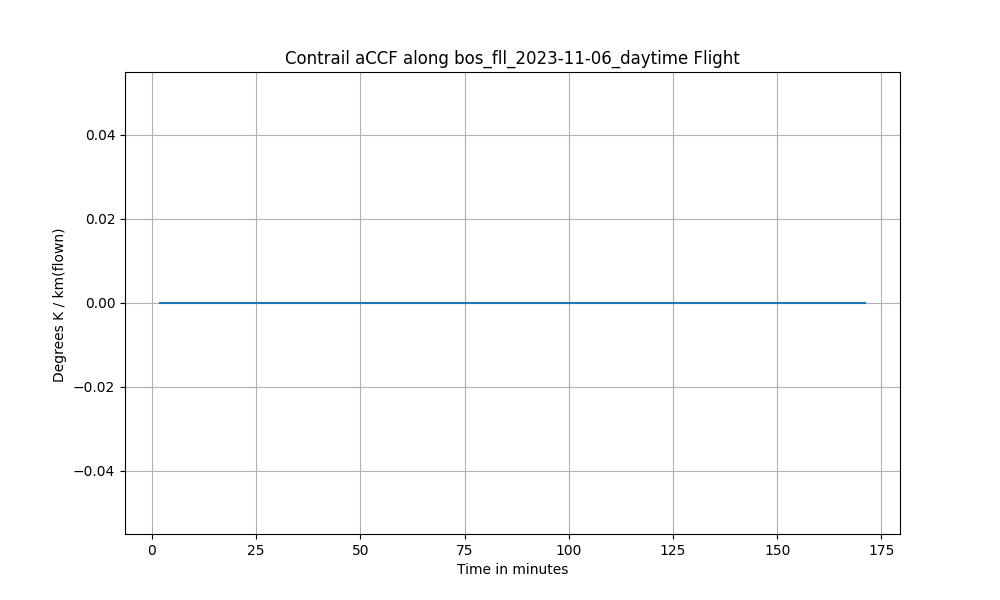 Contrail aCCF along bos_fll_2023-11-06_daytime Flight
0.04
0.02
0.00
−0.02
−0.04
Degrees K / km(flown)
0 25 50 75 100 125 150 175
Time in minutes